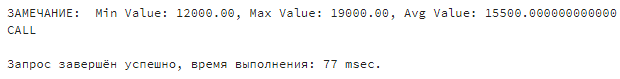 ЗАМЕЧАНИЕ:  Min Value: 12000.00, Max Value: 19000.00, Avg Value: 15500.000000000000
CALL
Запрос завершён успешно, время выполнения: 77 msec.